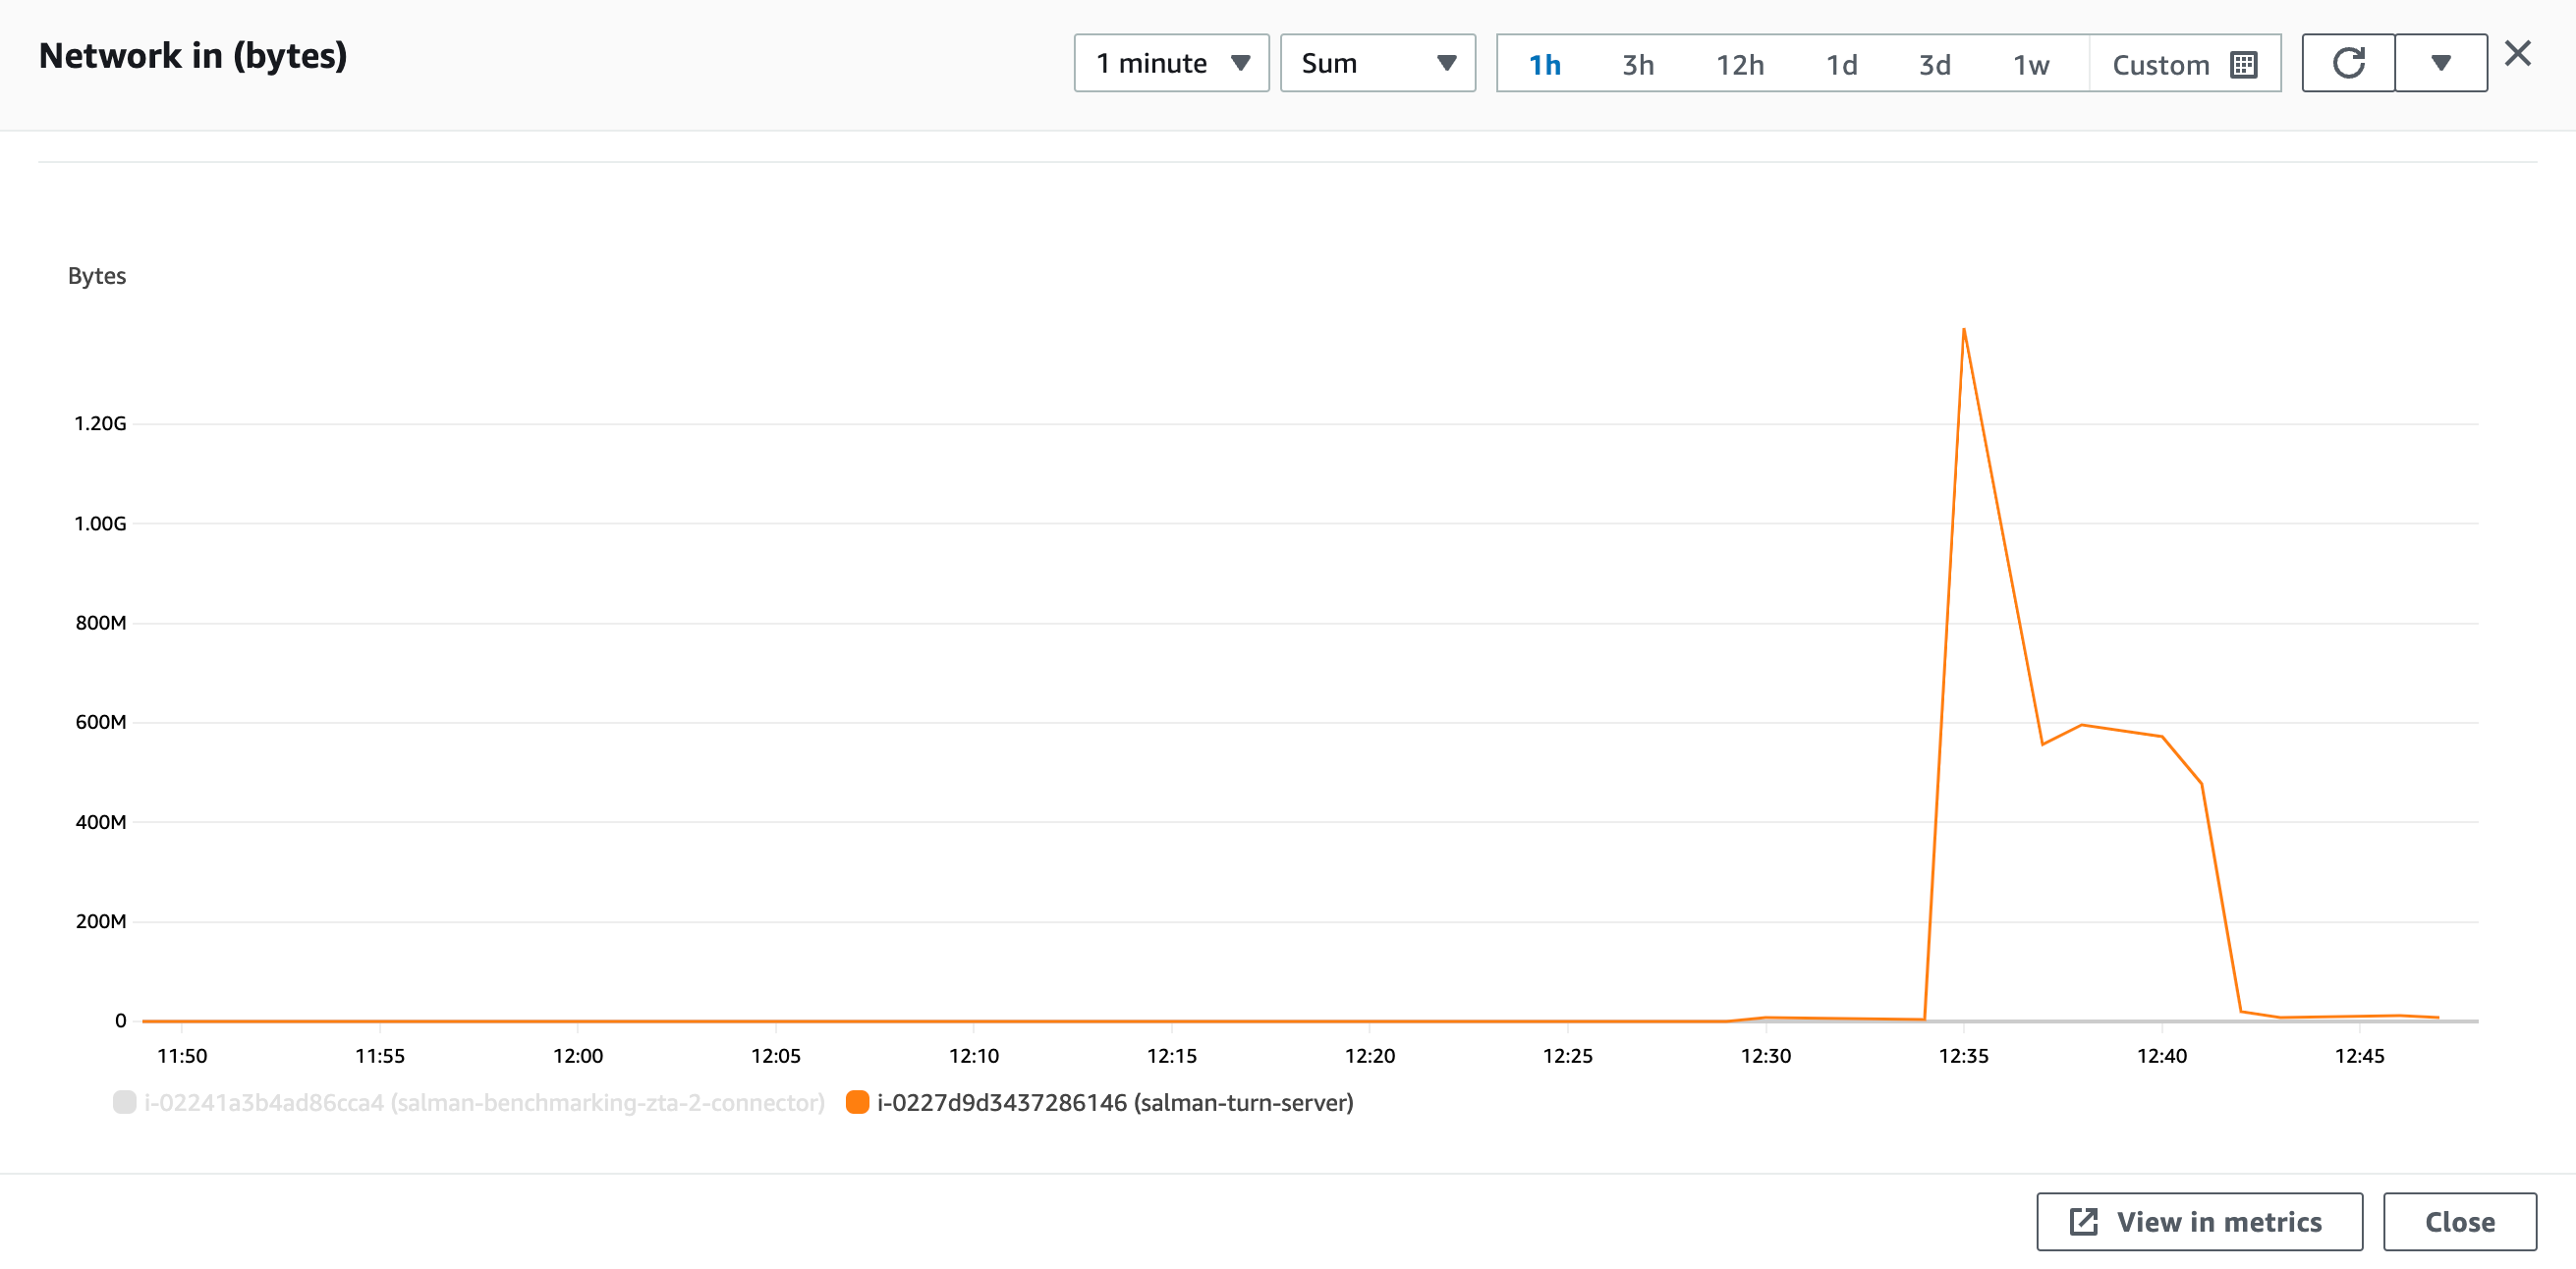 Network in (bytes)
1 minute
Sum
1h 3h 12h 1d 3d 1w Custom
Bytes
1.20G
1.00G
800M
600M
400M
200M
0
11:50 11:55 12:00 12:05 12:10 12:15 12:20 12:25 12:30 12:35 12:40 12:45
i-02241a3b4ad86cca4 (salman-benchmarking-zta-2-connector) i-0227d9d3437286146 (salman-turn-server)
View in metrics
Close